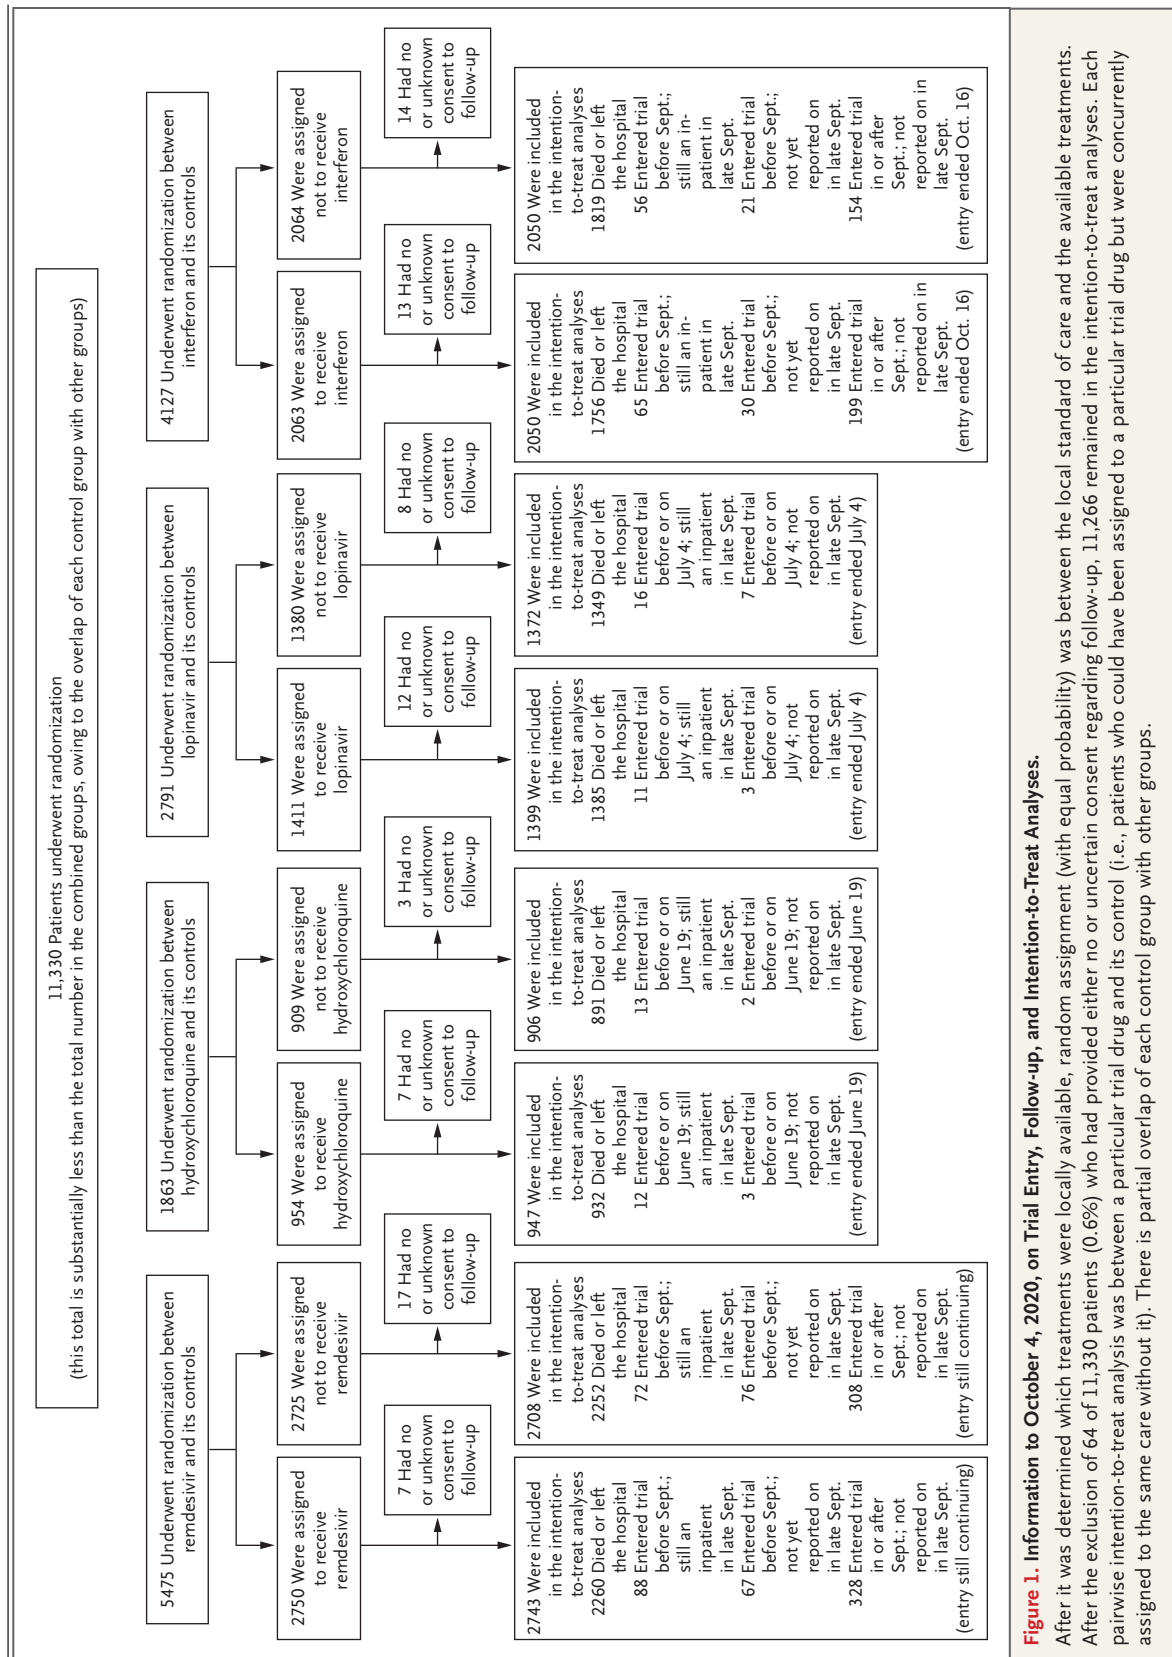 11,330 Patients underwent randomization
(this total is substantially less than the total number in the combined groups, owing to the overlap of each control group with other groups)
5475 Underwent randomization between
remdesivir and its controls
2750 Were assigned
to receive
remdesivir
7 Had no
or unknown
consent to
follow-up
2743 Were included
in the intention-
to-treat analyses
2260 Died or left
the hospital
88 Entered trial
before Sept.;
still an
inpatient
in late Sept.
67 Entered trial
before Sept.;
not yet
reported on
in late Sept.
328 Entered trial
in or after
Sept.; not
reported on
in late Sept.
(entry still continuing)
2725 Were assigned
not to receive
remdesivir
17 Had no
or unknown
consent to
follow-up
2708 Were included
in the intention-
to-treat analyses
2252 Died or left
the hospital
72 Entered trial
before Sept.;
still an
inpatient
in late Sept.
76 Entered trial
before Sept.;
not yet
reported on
in late Sept.
308 Entered trial
in or after
Sept.; not
reported on
in late Sept.
(entry still continuing)
1863 Underwent randomization between
hydroxychloroquine and its controls
954 Were assigned
to receive
hydroxychloroquine
7 Had no
or unknown
consent to
follow-up
947 Were included
in the intention-
to-treat analyses
932 Died or left
the hospital
12 Entered trial
before or on
June 19; still
an inpatient
in late Sept.
3 Entered trial
before or on
June 19; not
reported on
in late Sept.
(entry ended June 19)
909 Were assigned
not to receive
hydroxychloroquine
3 Had no
or unknown
consent to
follow-up
906 Were included
in the intention-
to-treat analyses
891 Died or left
the hospital
13 Entered trial
before or on
June 19; still
an inpatient
in late Sept.
2 Entered trial
before or on
June 19; not
reported on
in late Sept.
(entry ended June 19)
2791 Underwent randomization between
lopinavir and its controls
1411 Were assigned
to receive
lopinavir
12 Had no
or unknown
consent to
follow-up
1399 Were included
in the intention-
to-treat analyses
1385 Died or left
the hospital
11 Entered trial
before or on
July 4; still
an inpatient
in late Sept.
3 Entered trial
before or on
July 4; not
reported on
in late Sept.
(entry ended July 4)
1380 Were assigned
not to receive
lopinavir
8 Had no
or unknown
consent to
follow-up
1372 Were included
in the intention-
to-treat analyses
1349 Died or left
the hospital
16 Entered trial
before or on
July 4; still
an inpatient
in late Sept.
7 Entered trial
before or on
July 4; not
reported on
in late Sept.
(entry ended July 4)
4127 Underwent randomization between
interferon and its controls
2063 Were assigned
to receive
interferon
13 Had no
or unknown
consent to
follow-up
2050 Were included
in the intention-
to-treat analyses
1756 Died or left
the hospital
65 Entered trial
before Sept.;
still an in-
patient in
late Sept.
30 Entered trial
before Sept.;
not yet
reported on
in late Sept.
199 Entered trial
in or after
Sept.; not
reported on in
late Sept.
(entry ended Oct. 16)
2064 Were assigned
not to receive
interferon
14 Had no
or unknown
consent to
follow-up
2050 Were included
in the intention-
to-treat analyses
1819 Died or left
the hospital
56 Entered trial
before Sept.;
still an in-
patient in
late Sept.
21 Entered trial
before Sept.;
not yet
reported on
in late Sept.
154 Entered trial
in or after
Sept.; not
reported on in
late Sept.
(entry ended Oct. 16)
Figure 1. Information to October 4, 2020, on Trial Entry, Follow-up, and Intention-to-Treat Analyses.
After it was determined which treatments were locally available, random assignment (with equal probability) was between the local standard of care and the available treatments.
After the exclusion of 64 of 11,330 patients (0.6%) who had provided either no or uncertain consent regarding follow-up, 11,266 remained in the intention-to-treat analyses. Each
pairwise intention-to-treat analysis was between a particular trial drug and its control (i.e., patients who could have been assigned to a particular trial drug but were concurrently
assigned to the same care without it). There is partial overlap of each control group with other groups.